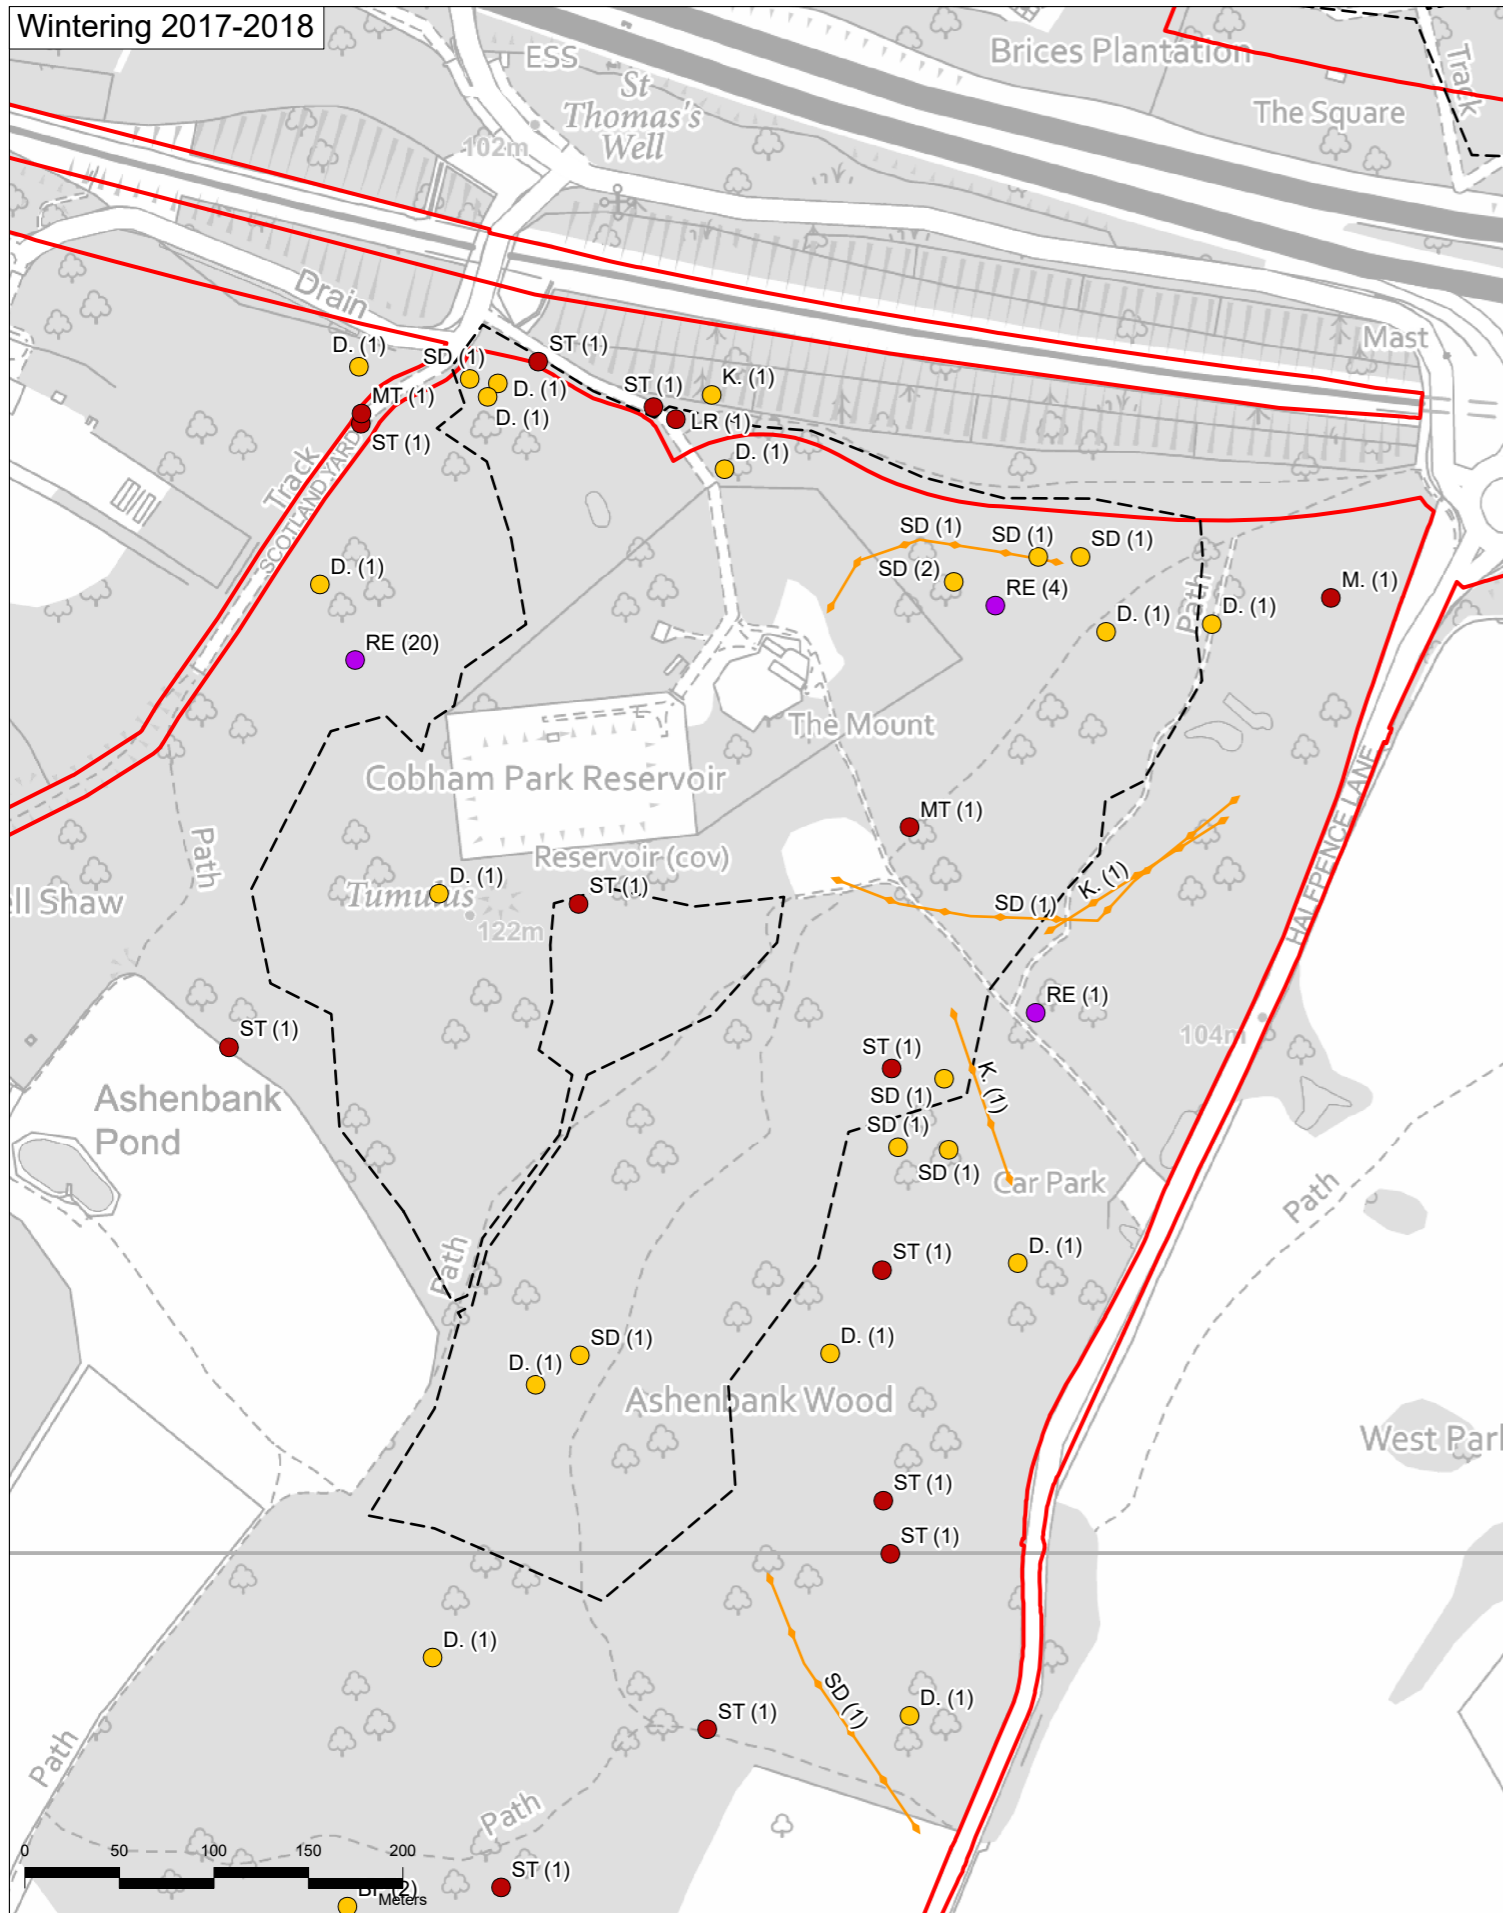 Wintering 2017-2018
ESS
St
Thomas's
Well
102m
Brices Plantation
The Square
Track
Drain
Mast
D. (1)
SD (1)
ST (1)
D. (1)
D. (1)
MT (1)
ST (1)
ST (1)
K. (1)
LR (1)
D. (1)
Track
SCOTLAND YARD
SD (1)
SD (1)
SD (1)
SD (2)
RE (4)
D. (1)
Path
D. (1)
M. (1)
D. (1)
RE (20)
The Mount
Cobham Park Reservoir
MT (1)
HALFPENCE LANE
Path
Reservoir (cov)
K. (1)
ell Shaw
Tumulus
D. (1)
ST (1)
SD (1)
122m
RE (1)
104m
ST (1)
ST (1)
SD (1)
K. (1)
Ashenbank
Pond
SD (1)
SD (1)
Car Park
Path
Path
ST (1)
D. (1)
SD (1)
D. (1)
D. (1)
Ashenbank Wood
West Par
ST (1)
ST (1)
D. (1)
SD (1)
D. (1)
ST (1)
Path
Path
0 50 100 150 200
Meters
ST (1)